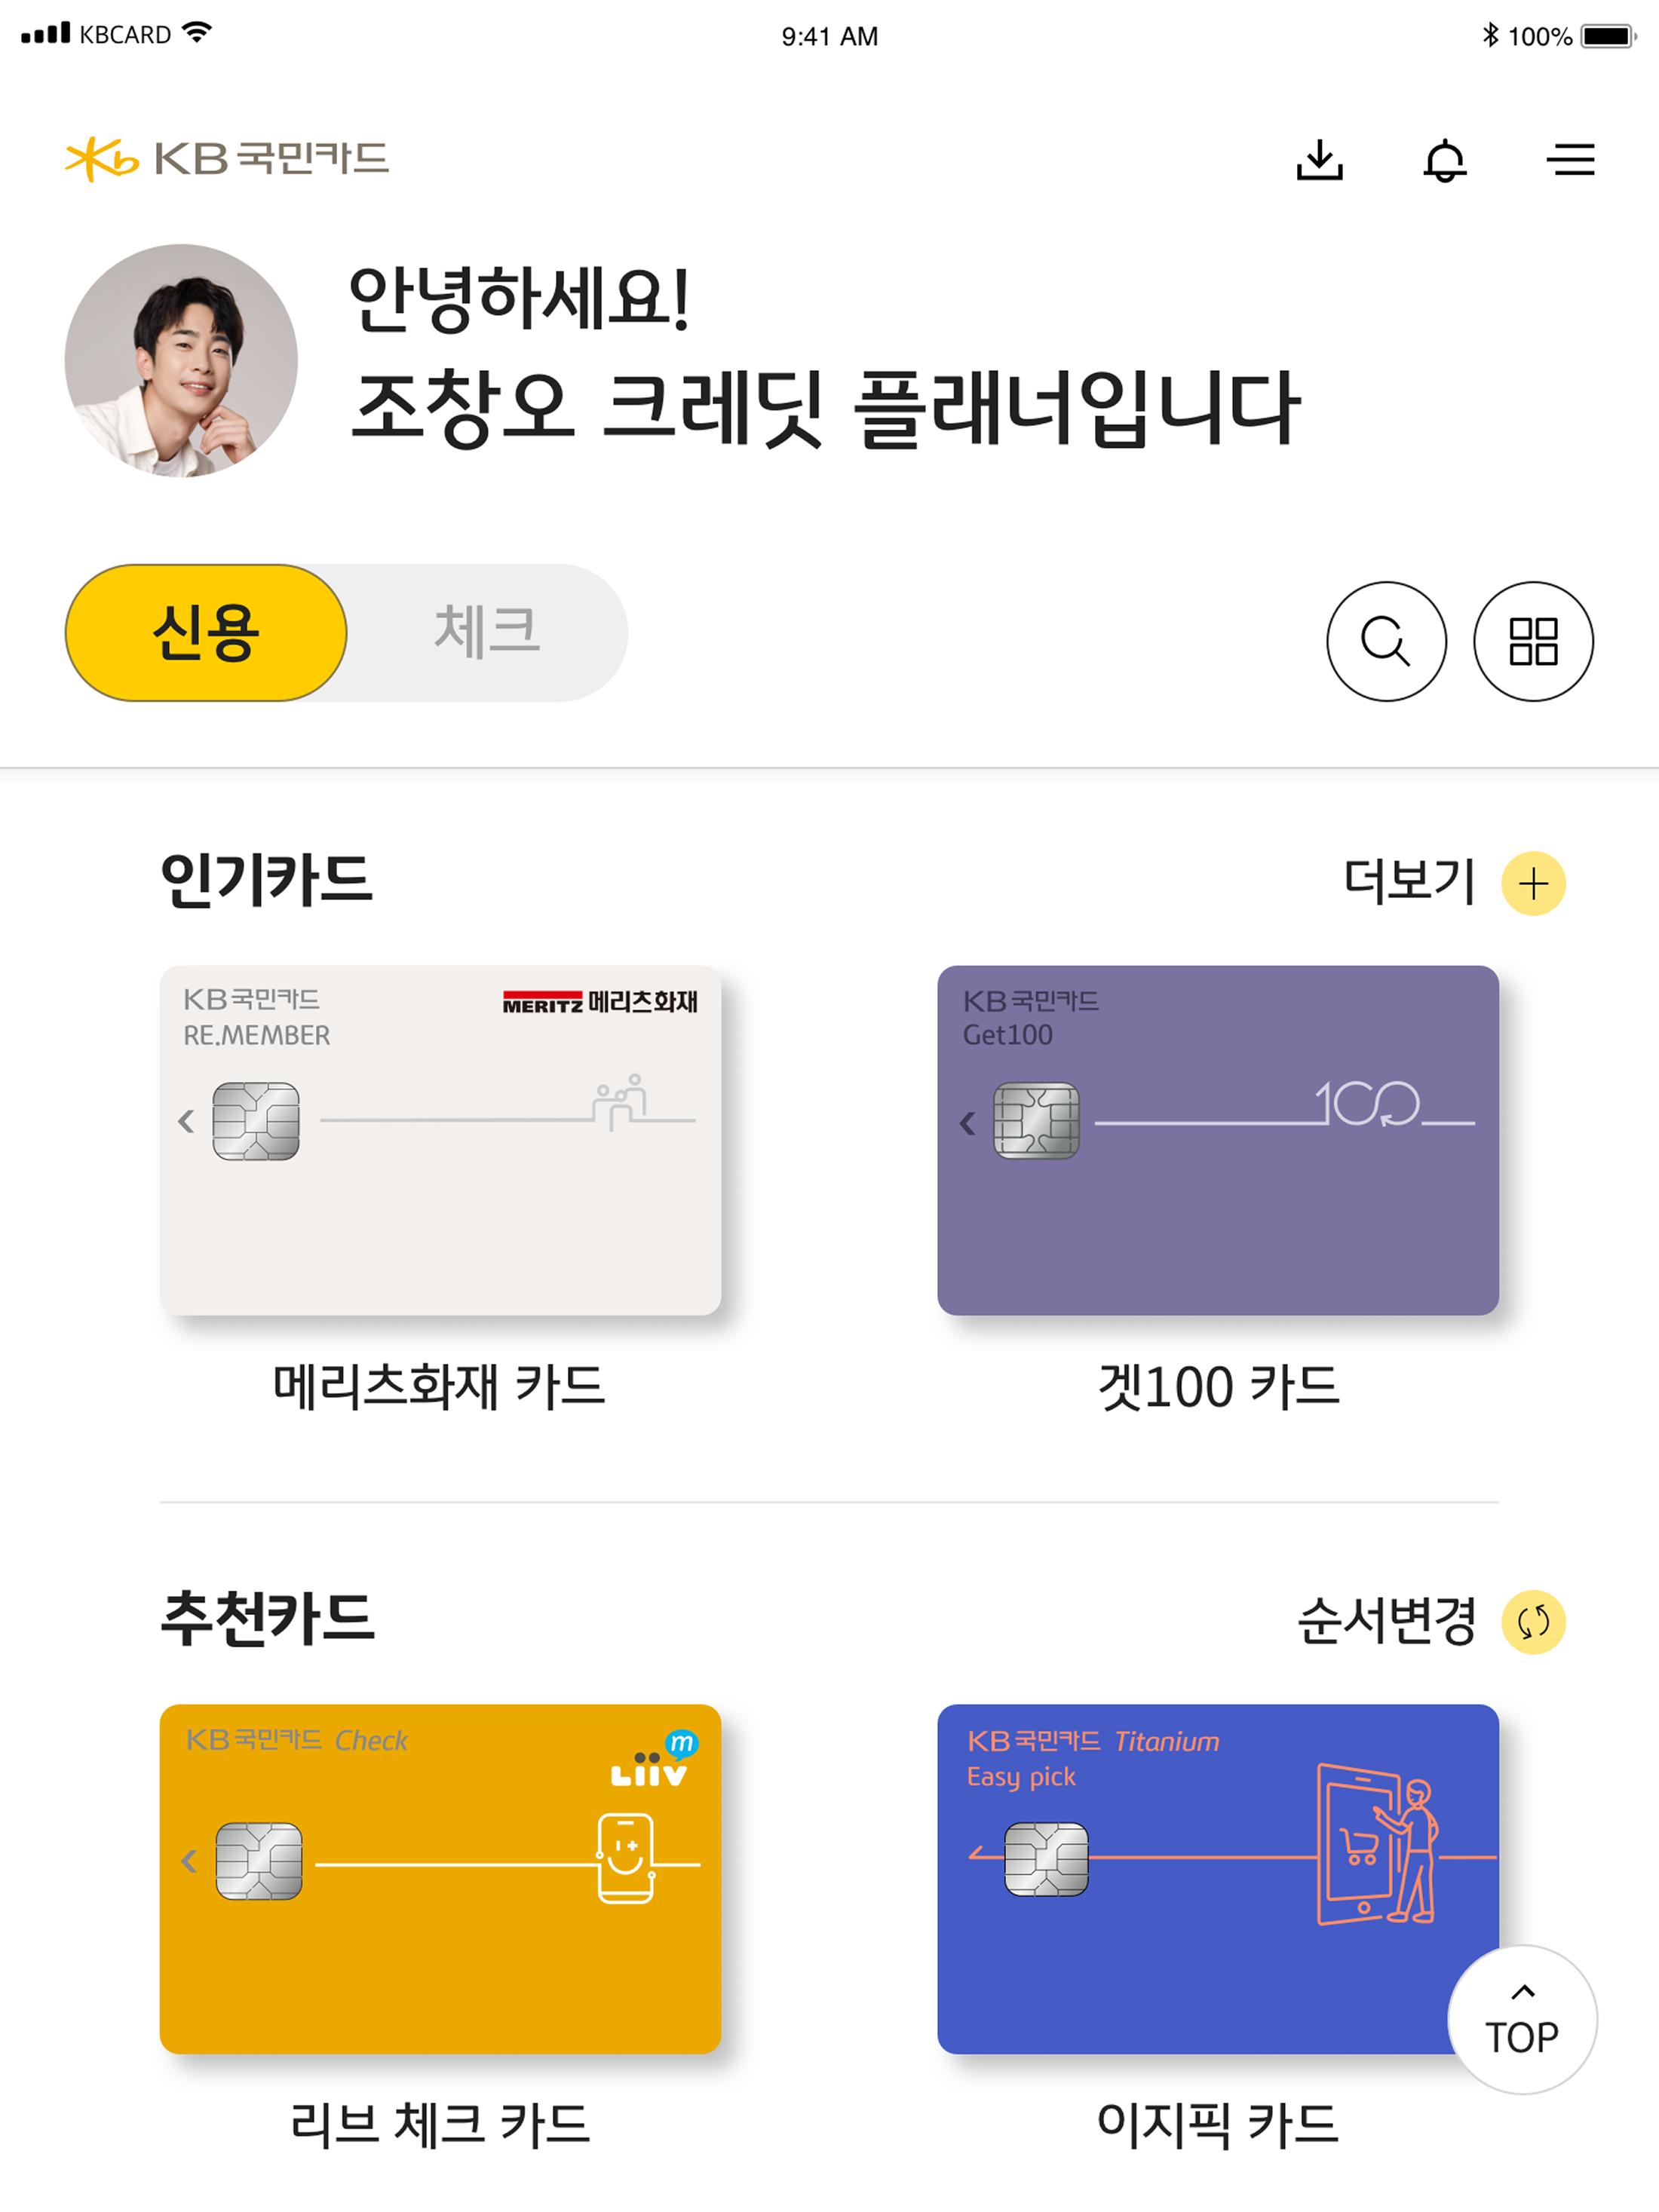 KBCARD 9:41 AM 100%
KB국민카드
안녕하세요!
조창오 크레딧 플래너입니다
신용 체크
인기카드 더보기
KB국민카드
RE.MEMBER
MERITZ 메리츠화재
KB국민카드
Get100
100
메리츠화재 카드 겟100 카드
추천카드 순서변경
KB국민카드 Check
Liiv m
KB국민카드 Titanium
Easy pick
TOP
리브 체크 카드 이지픽 카드